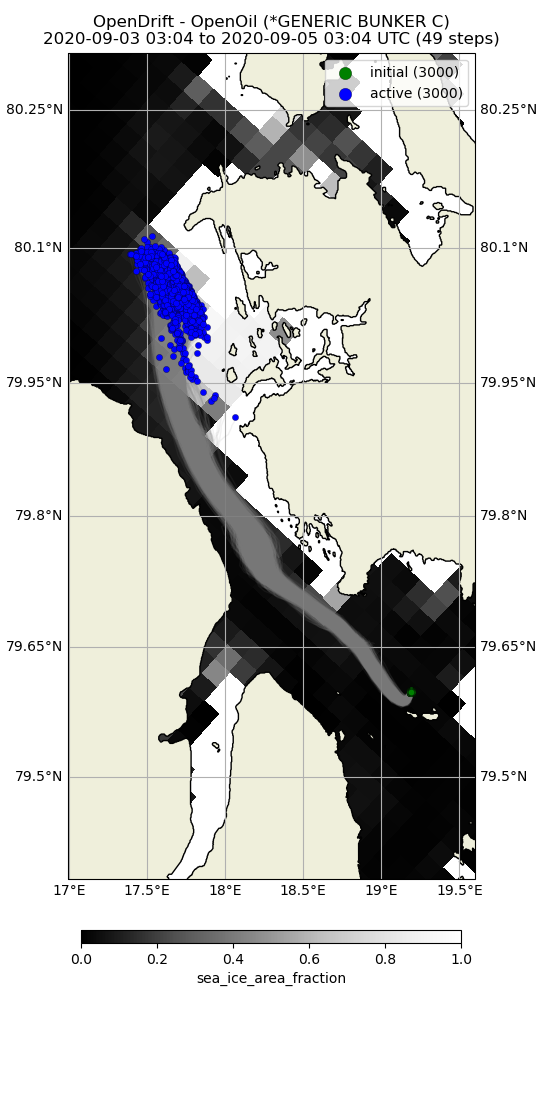 OpenDrift - OpenOil (*GENERIC BUNKER C)
2020-09-03 03:04 to 2020-09-05 03:04 UTC (49 steps)
initial (3000)
active (3000)
80.25°N 80.25°N
80.1°N 80.1°N
79.95°N 79.95°N
79.8°N 79.8°N
79.65°N 79.65°N
79.5°N 79.5°N
17°E 17.5°E 18°E 18.5°E 19°E 19.5°E
0.0 0.2 0.4 0.6 0.8 1.0
sea_ice_area_fraction